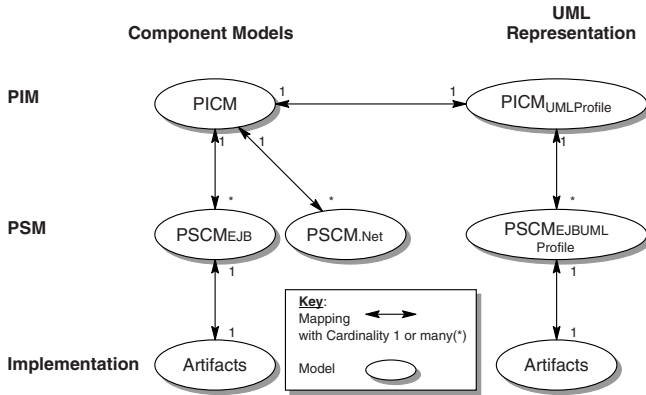 Component Models
UML
Representation
PIM
PICM
1
1
PICMUMLProfile
1
1
1
*
*
*
PSM
PSCMEJB
PSCM.Net
PSCMEJBUML
Profile
1
1
Key:
Mapping
with Cardinality 1 or many(*)
Model
1
1
Implementation
Artifacts
Artifacts